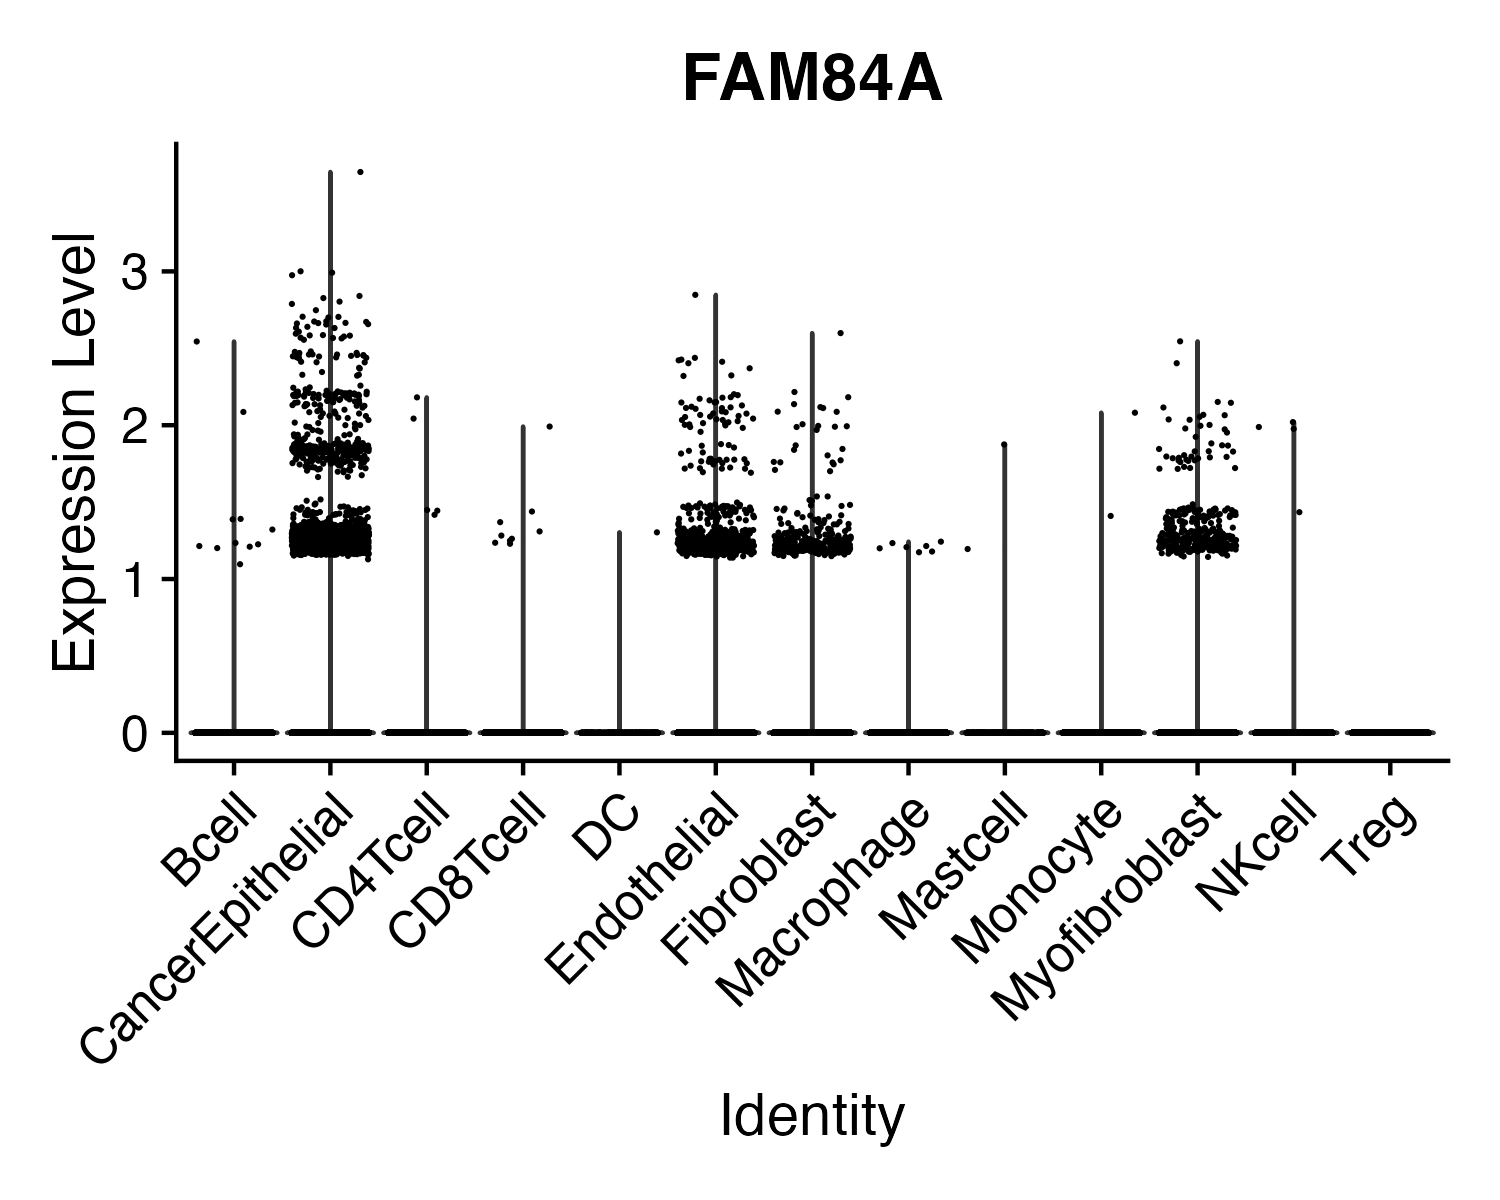 FAM84A
Expression Level
3
2
1
0
Bcell
CancerEpithelial
CD4Tcell
CD8Tcell
DC
Endothelial
Fibroblast
Macrophage
Mastcell
Monocyte
Myofibroblast
NKcell
Treg
Identity